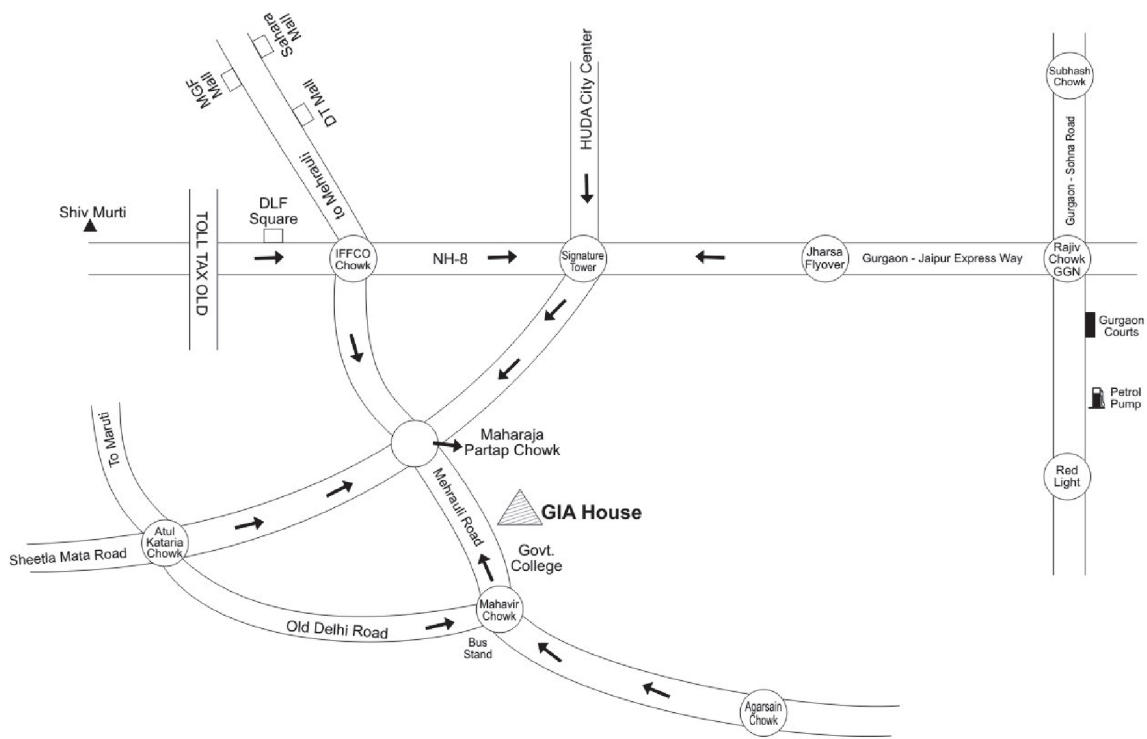 Sahara
Mall
MGF
Mall
DT Mall
to Mehrauli
HUDA City Center
Subhash
Chowk
Gurgaon - Sohna Road
Shiv Murti
TOLL TAX OLD
DLF
Square
IFFCO
Chowk
NH-8
Signature
Tower
Jharsa
Flyover
Gurgaon - Jaipur Express Way
Rajiv
Chowk
GGN
Gurgaon
Courts
Petrol
Pump
To Maruti
Maharaja
Partap Chowk
Mehrauli Road
Red
Light
GIA House
Atul
Kataria
Chowk
Sheetla Mata Road
Govt.
College
Old Delhi Road
Mahavir
Chowk
Bus
Stand
Agarsain
Chowk